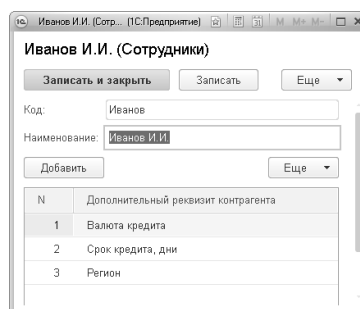 Иванов И.И. (Сотр... (1С:Предприятие) M M+ M-
Иванов И.И. (Сотрудники)
Записать и закрыть Записать Еще
Код: Иванов
Наименование: Иванов И.И.
Добавить Еще
N Дополнительный реквизит контрагента
1 Валюта кредита
2 Срок кредита, дни
3 Регион